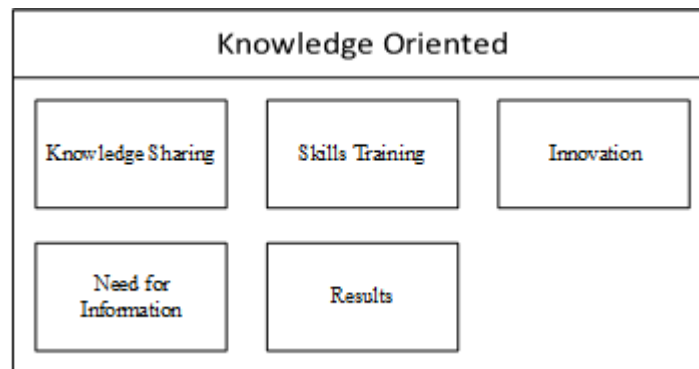 Knowledge Oriented
Knowledge Sharing
Skills Training
Innovation
Need for
Information
Results